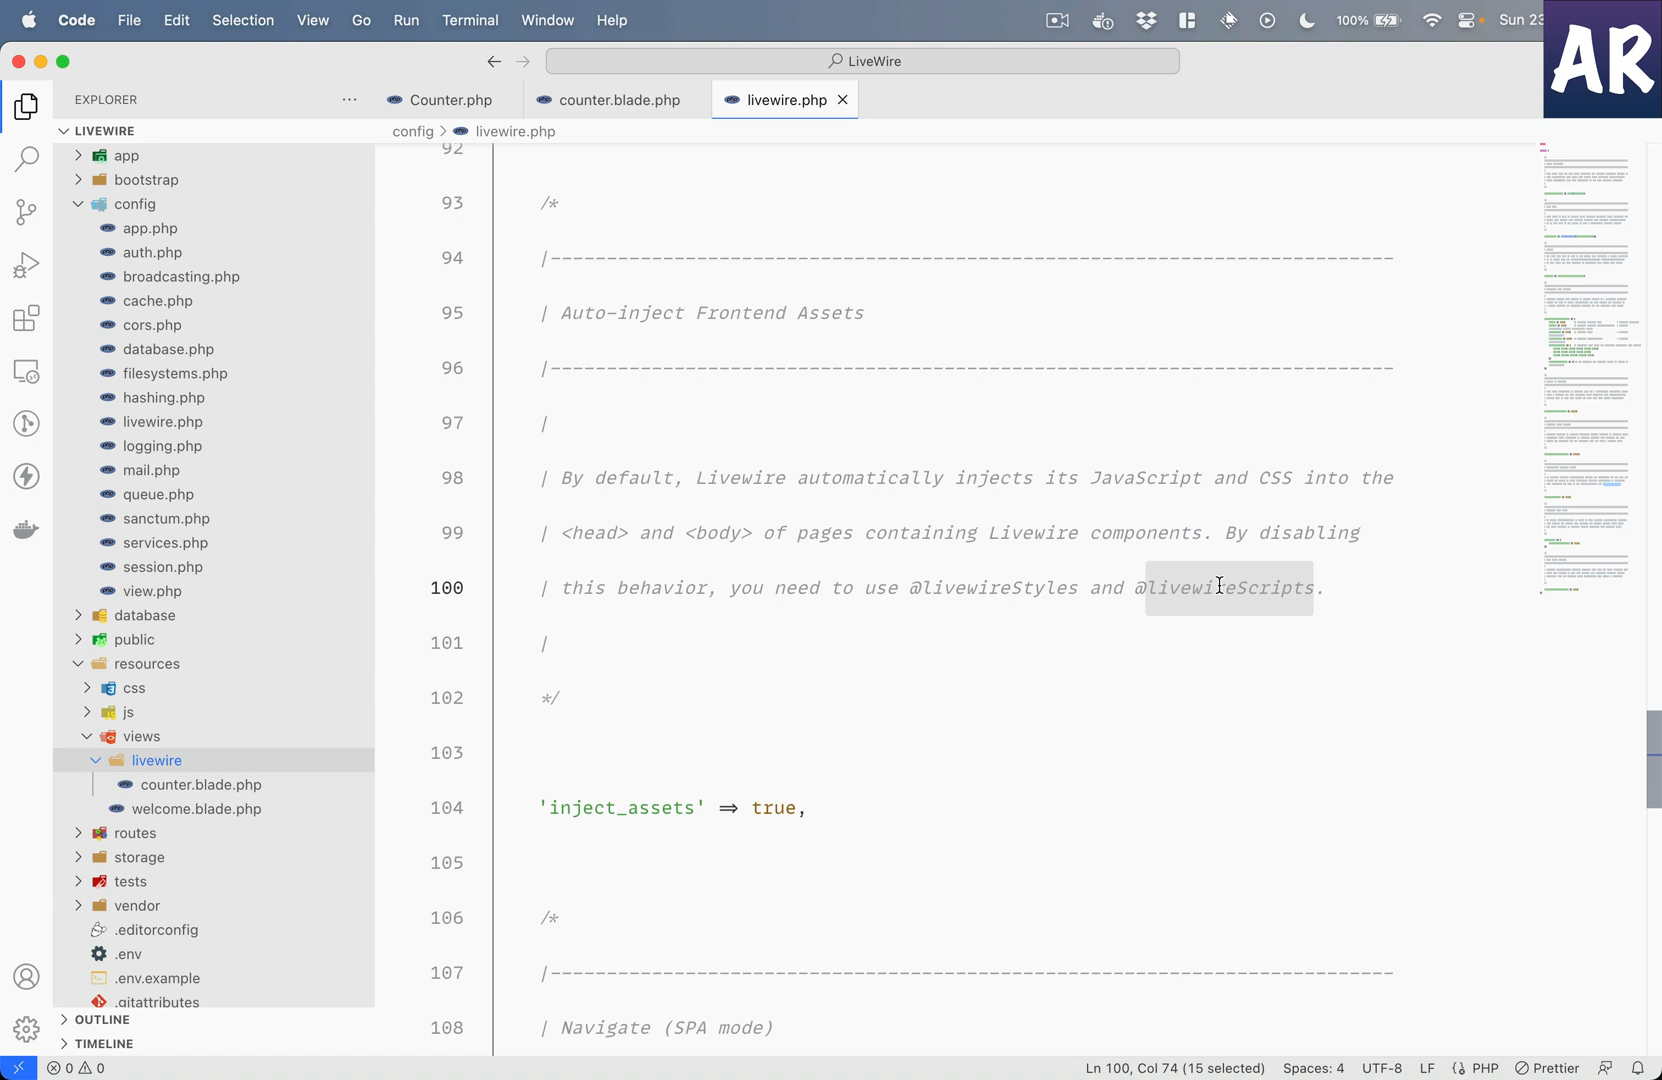 Code File Edit Selection View Go Run Terminal Window Help 100% Sun 23
AR
LiveWire
EXPLORER
Counter.php counter.blade.php livewire.php
LIVEWIRE
config > livewire.php
app
bootstrap
config
app.php
auth.php
broadcasting.php
cache.php
cors.php
database.php
filesystems.php
hashing.php
livewire.php
logging.php
mail.php
queue.php
sanctum.php
services.php
session.php
view.php
database
public
resources
css
js
views
livewire
counter.blade.php
welcome.blade.php
routes
storage
tests
vendor
.editorconfig
.env
.env.example
.gitattributes
OUTLINE
TIMELINE
92
93 /*
94 |---------------------------------------------------------------------------
95 | Auto-inject Frontend Assets
96 |---------------------------------------------------------------------------
97 |
98 | By default, Livewire automatically injects its JavaScript and CSS into the
99 | <head> and <body> of pages containing Livewire components. By disabling
100 | this behavior, you need to use @livewireStyles and @livewireScripts.
101 |
102 */
103
104 'inject_assets' => true,
105
106 /*
107 |---------------------------------------------------------------------------
108 | Navigate (SPA mode)
0 0 Ln 100, Col 74 (15 selected) Spaces: 4 UTF-8 LF PHP Prettier